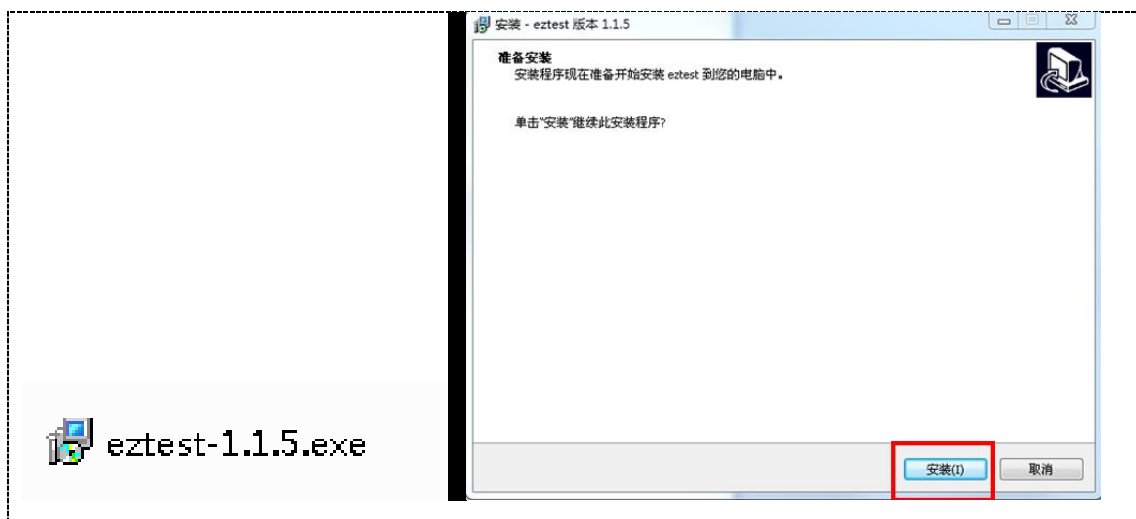 eztest-1.1.5.exe
安装 - eztest 版本 1.1.5
准备安装
安装程序现在准备开始安装 eztest 到您的电脑中。
单击“安装”继续此安装程序?
安装(I)
取消